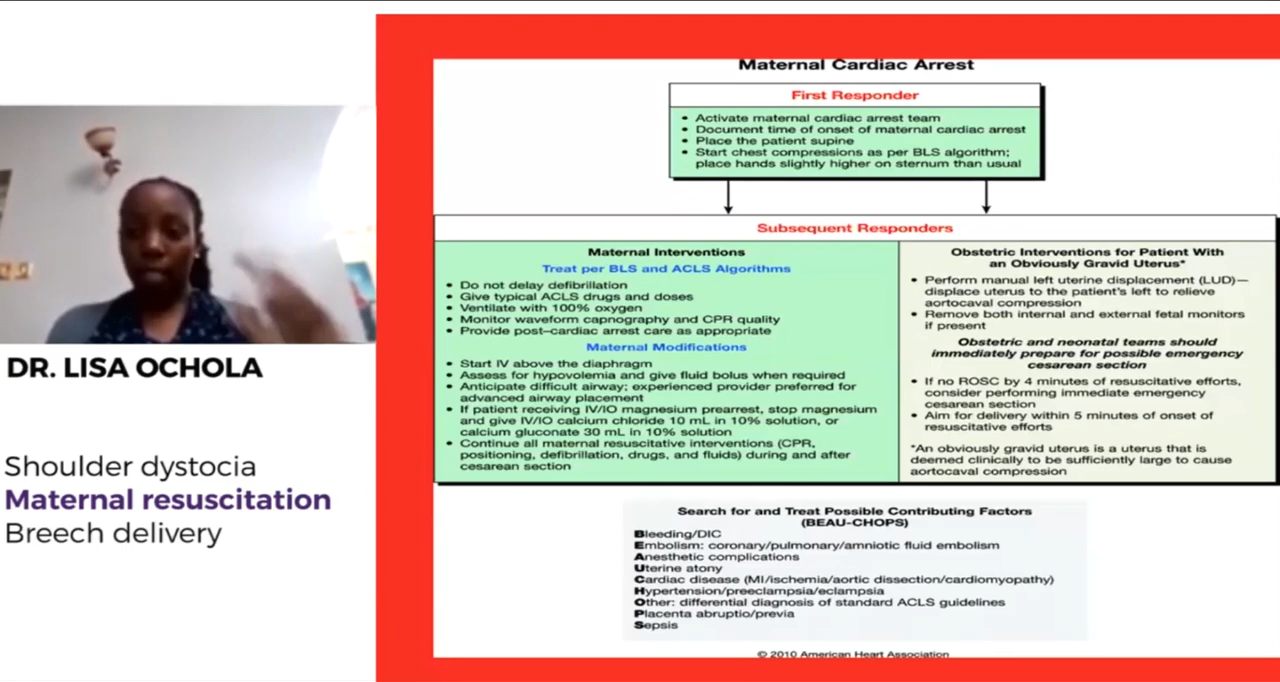 DR. LISA OCHOLA
Shoulder dystocia
Maternal resuscitation
Breech delivery
Maternal Cardiac Arrest
First Responder
• Activate maternal cardiac arrest team
• Document time of onset of maternal cardiac arrest
• Place the patient supine
• Start chest compressions as per BLS algorithm;
place hands slightly higher on sternum than usual
Subsequent Responders
Maternal Interventions
Treat per BLS and ACLS Algorithms
• Do not delay defibrillation
• Give typical ACLS drugs and doses
• Ventilate with 100% oxygen
• Monitor waveform capnography and CPR quality
• Provide post–cardiac arrest care as appropriate
Maternal Modifications
• Start IV above the diaphragm
• Assess for hypovolemia and give fluid bolus when required
• Anticipate difficult airway; experienced provider preferred for
advanced airway placement
• If patient receiving IV/IO magnesium prearrest, stop magnesium
and give IV/IO calcium chloride 10 mL in 10% solution, or
calcium gluconate 30 mL in 10% solution
• Continue all maternal resuscitative interventions (CPR,
positioning, defibrillation, drugs, and fluids) during and after
cesarean section
Obstetric Interventions for Patient With
an Obviously Gravid Uterus*
• Perform manual left uterine displacement (LUD)—
displace uterus to the patient's left to relieve
aortocaval compression
• Remove both internal and external fetal monitors
if present
Obstetric and neonatal teams should
immediately prepare for possible emergency
cesarean section
• If no ROSC by 4 minutes of resuscitative efforts,
consider performing immediate emergency
cesarean section
• Aim for delivery within 5 minutes of onset of
resuscitative efforts
*An obviously gravid uterus is a uterus that is
deemed clinically to be sufficiently large to cause
aortocaval compression
Search for and Treat Possible Contributing Factors
(BEAU-CHOPS)
Bleeding/DIC
Embolism: coronary/pulmonary/amniotic fluid embolism
Anesthetic complications
Uterine atony
Cardiac disease (MI/ischemia/aortic dissection/cardiomyopathy)
Hypertension/preeclampsia/eclampsia
Other: differential diagnosis of standard ACLS guidelines
Placenta abruptio/previa
Sepsis
© 2010 American Heart Association